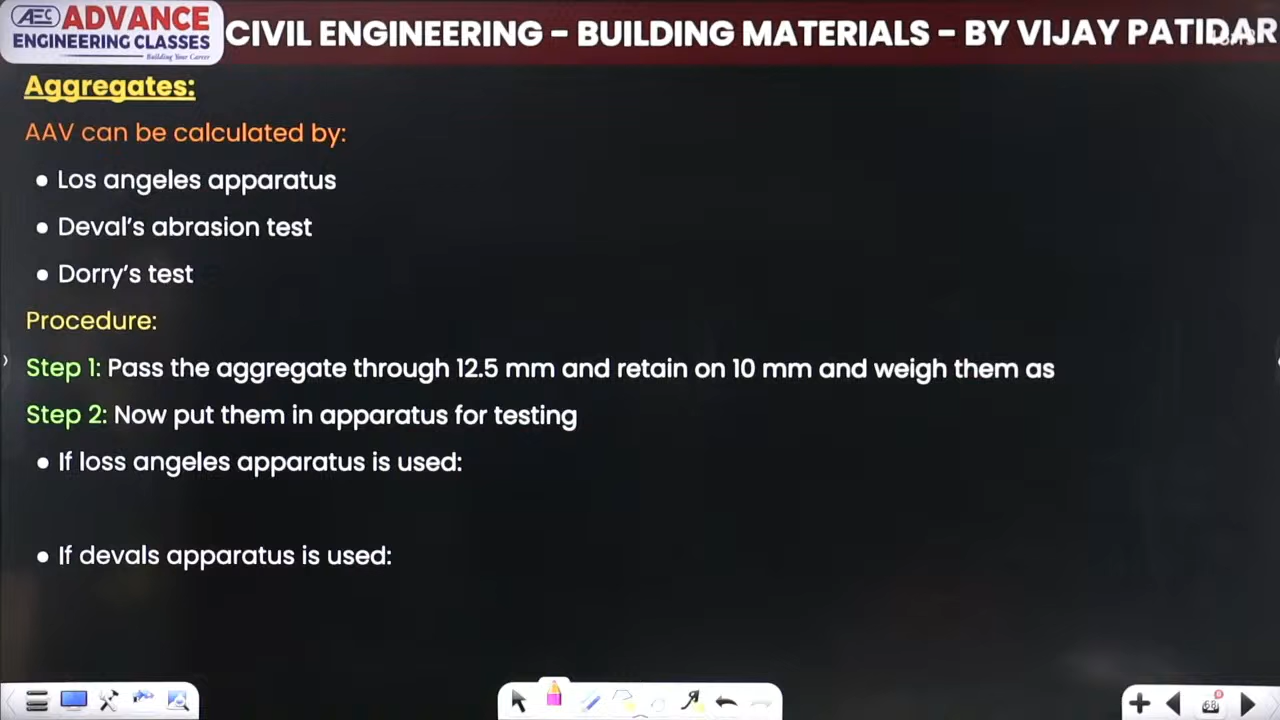 AEC ADVANCE
ENGINEERING CLASSES
Building Your Career
CIVIL ENGINEERING - BUILDING MATERIALS - BY VIJAY PATIDAR
Aggregates:
AAV can be calculated by:
● Los angeles apparatus
● Deval's abrasion test
● Dorry's test
Procedure:
Step 1: Pass the aggregate through 12.5 mm and retain on 10 mm and weigh them as
Step 2: Now put them in apparatus for testing
● If loss angeles apparatus is used:
● If devals apparatus is used:
68